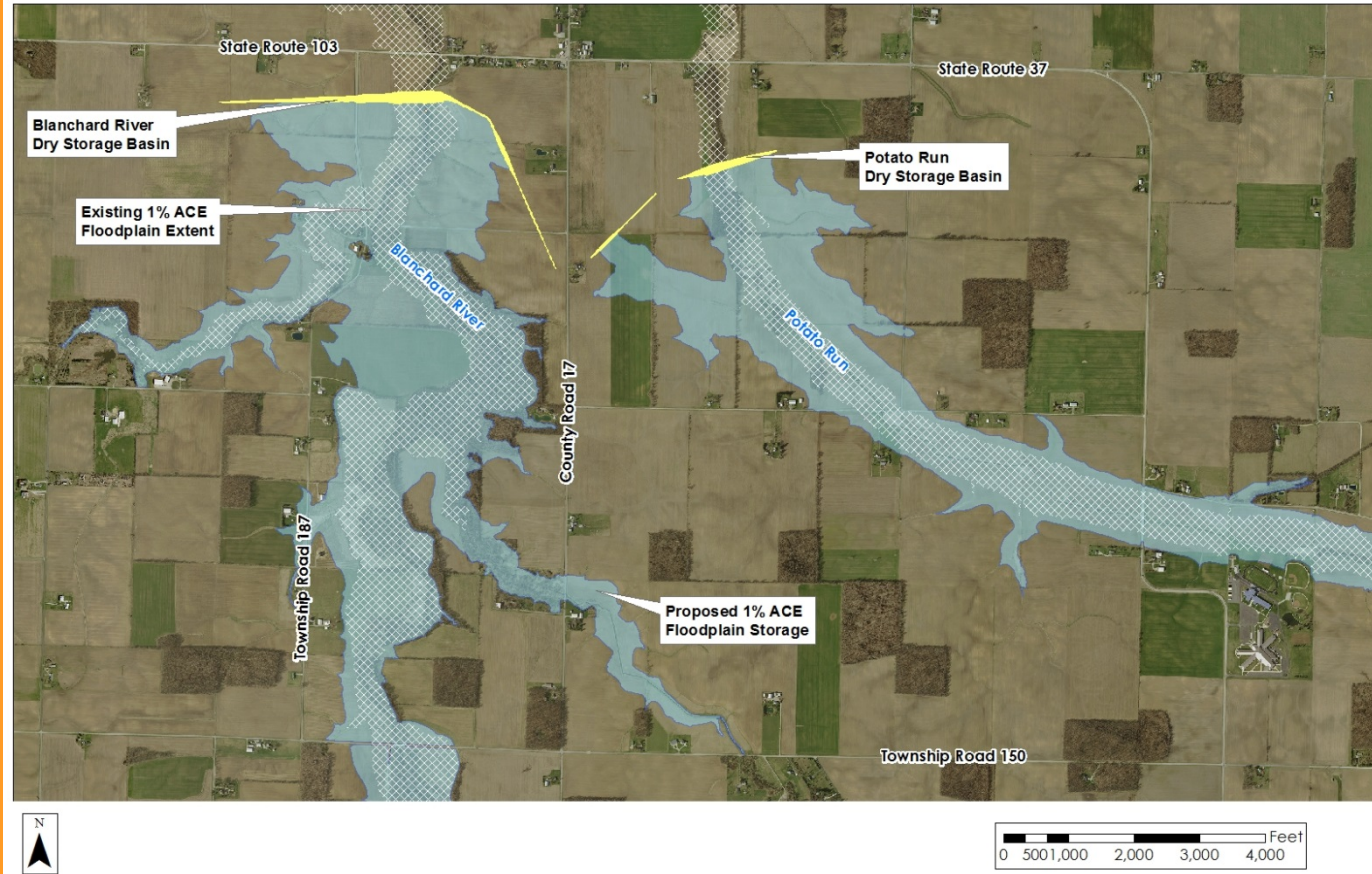 State Route 103
State Route 37
Blanchard River
Dry Storage Basin
Potato Run
Dry Storage Basin
Existing 1% ACE
Floodplain Extent
Blanchard River
Potato Run
County Road 17
Township Road 187
Proposed 1% ACE
Floodplain Storage
Township Road 150
N
Feet
0 5001,000 2,000 3,000 4,000